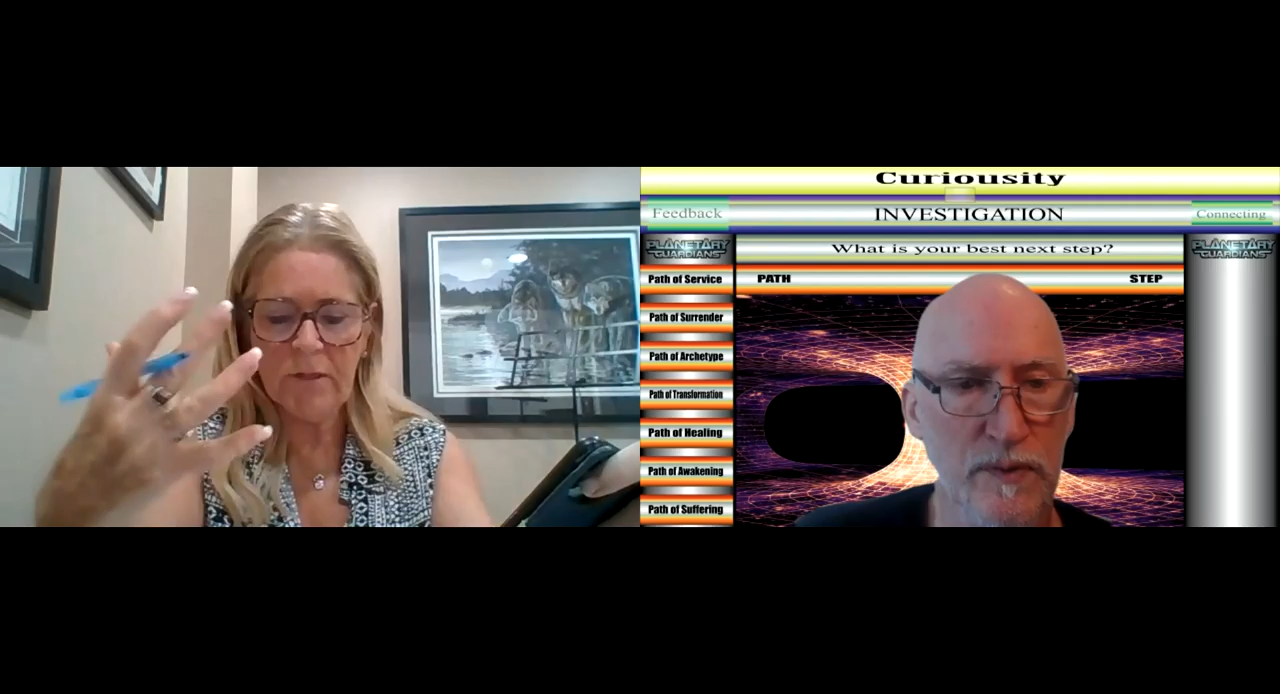 Curiousity
Feedback
INVESTIGATION
Connecting
PLANETARY
GUARDIANS
What is your best next step?
PLANETARY
GUARDIANS
Path of Service
PATH
STEP
Path of Surrender
Path of Archetype
Path of Transformation
Path of Healing
Path of Awakening
Path of Suffering